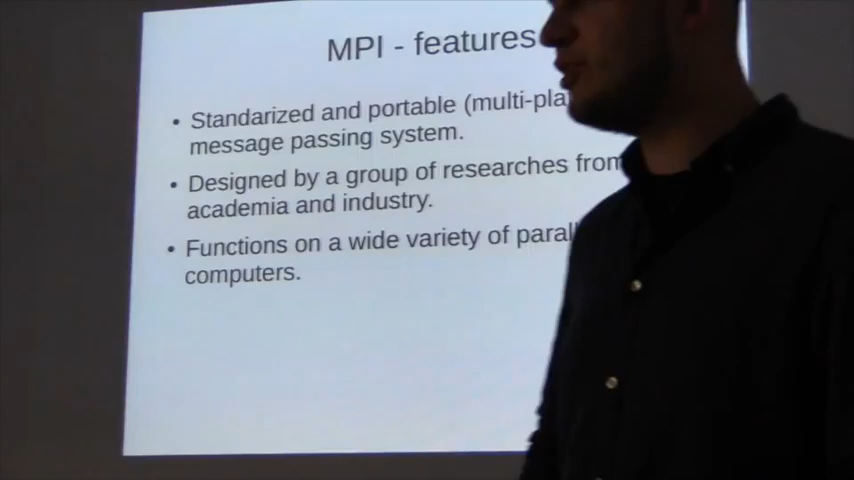 MPI - features
• Standarized and portable (multi-pla
message passing system.
• Designed by a group of researches from
academia and industry.
• Functions on a wide variety of paral
computers.